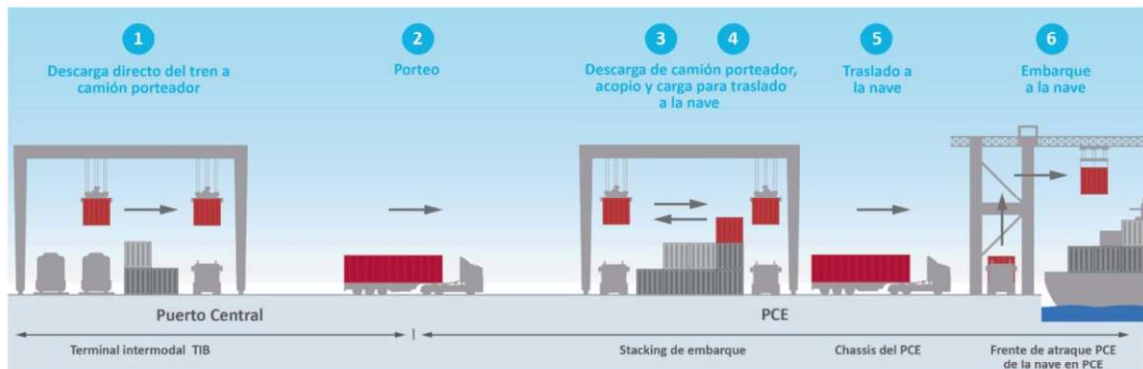 1
Descarga directo del tren a
camión porteador
2
Porteo
3
4
Descarga de camión porteador,
acopio y carga para traslado
a la nave
5
Traslado a
la nave
6
Embarque
a la nave
Puerto Central
PCE
Terminal intermodal TIB
Stacking de embarque
Chassis del PCE
Frente de atraque PCE
de la nave en PCE